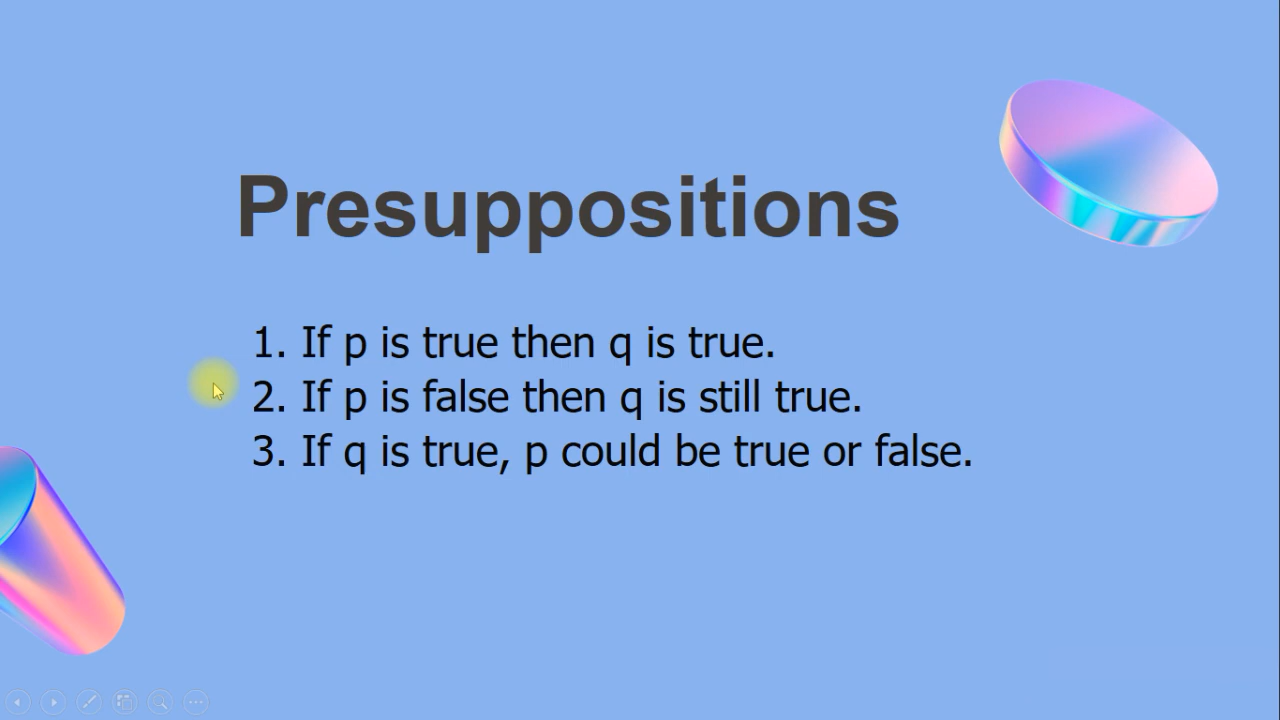 Presuppositions
1. If p is true then q is true.
2. If p is false then q is still true.
3. If q is true, p could be true or false.